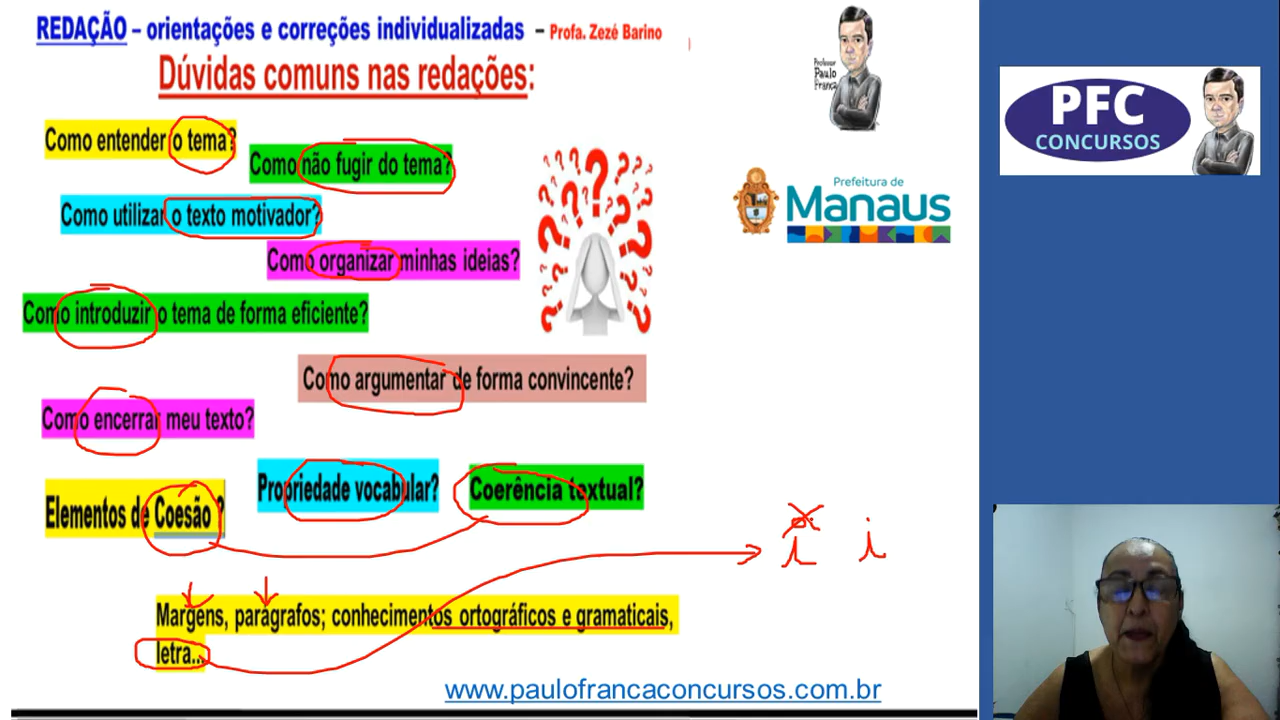 REDAÇÃO – orientações e correções individualizadas – Profa. Zezé Barino
Dúvidas comuns nas redações:
Professor
Paulo
França
PFC
CONCURSOS
Como entender o tema?
Como não fugir do tema?
Prefeitura de
Manaus
Como utilizar o texto motivador?
Como organizar minhas ideias?
Como introduzir o tema de forma eficiente?
Como argumentar de forma convincente?
Como encerrar meu texto?
Elementos de Coesão ?
Propriedade vocabular?
Coerência textual?
i i
Margens, parágrafos; conhecimentos ortográficos e gramaticais,
letra...
www.paulofrancaconcursos.com.br